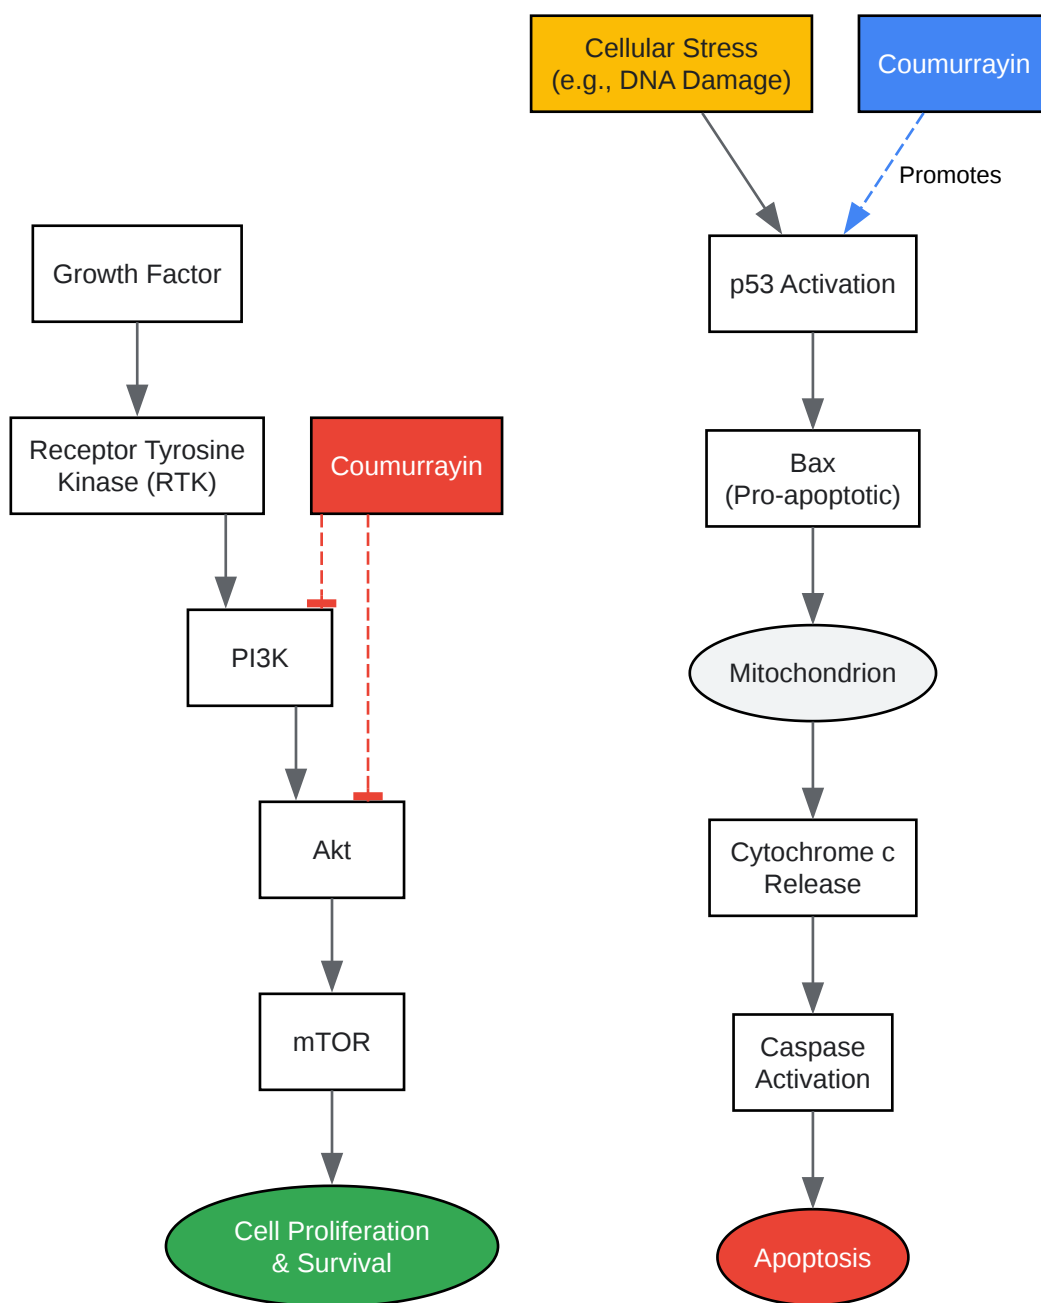 Cellular Stress
(e.g., DNA Damage)
Coumurrayin
Promotes
Growth Factor
p53 Activation
Receptor Tyrosine
Kinase (RTK)
Coumurrayin
Bax
(Pro-apoptotic)
PI3K
Mitochondrion
Akt
Cytochrome c
Release
mTOR
Caspase
Activation
Cell Proliferation
& Survival
Apoptosis